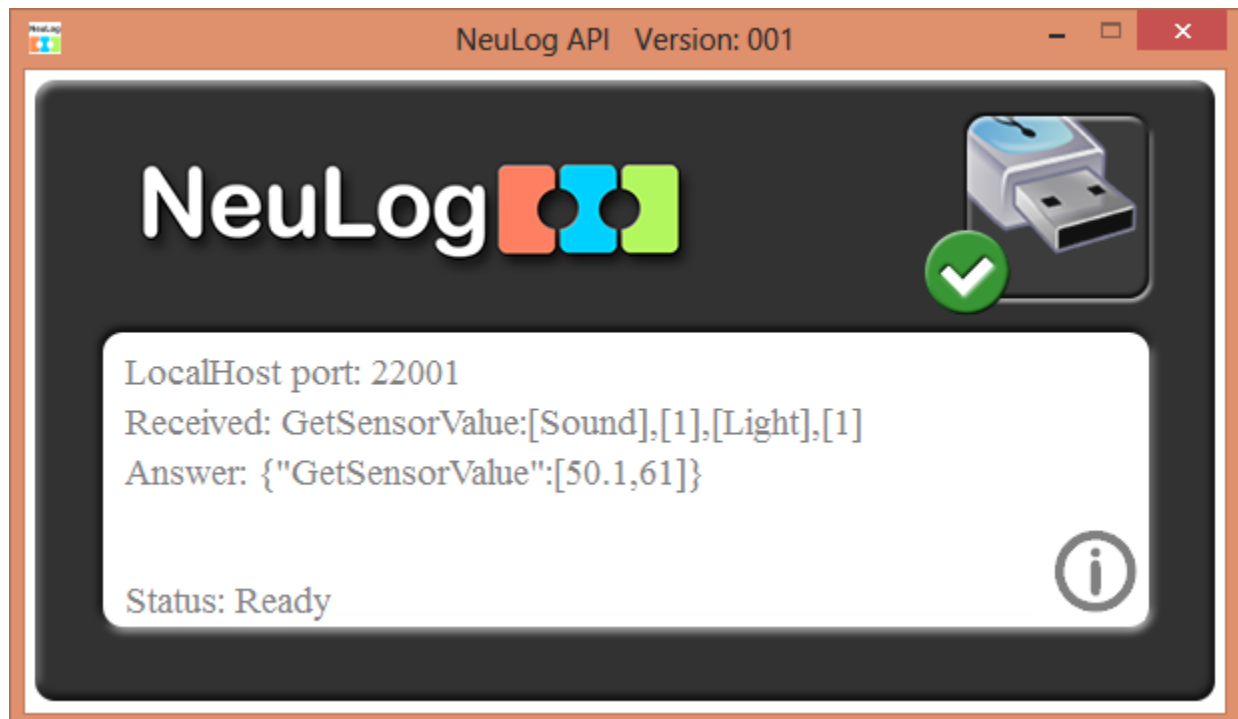 NeuLog API Version: 001
NeuLog
LocalHost port: 22001
Received: GetSensorValue:[Sound],[1],[Light],[1]
Answer: {"GetSensorValue":[50.1,61]}
Status: Ready